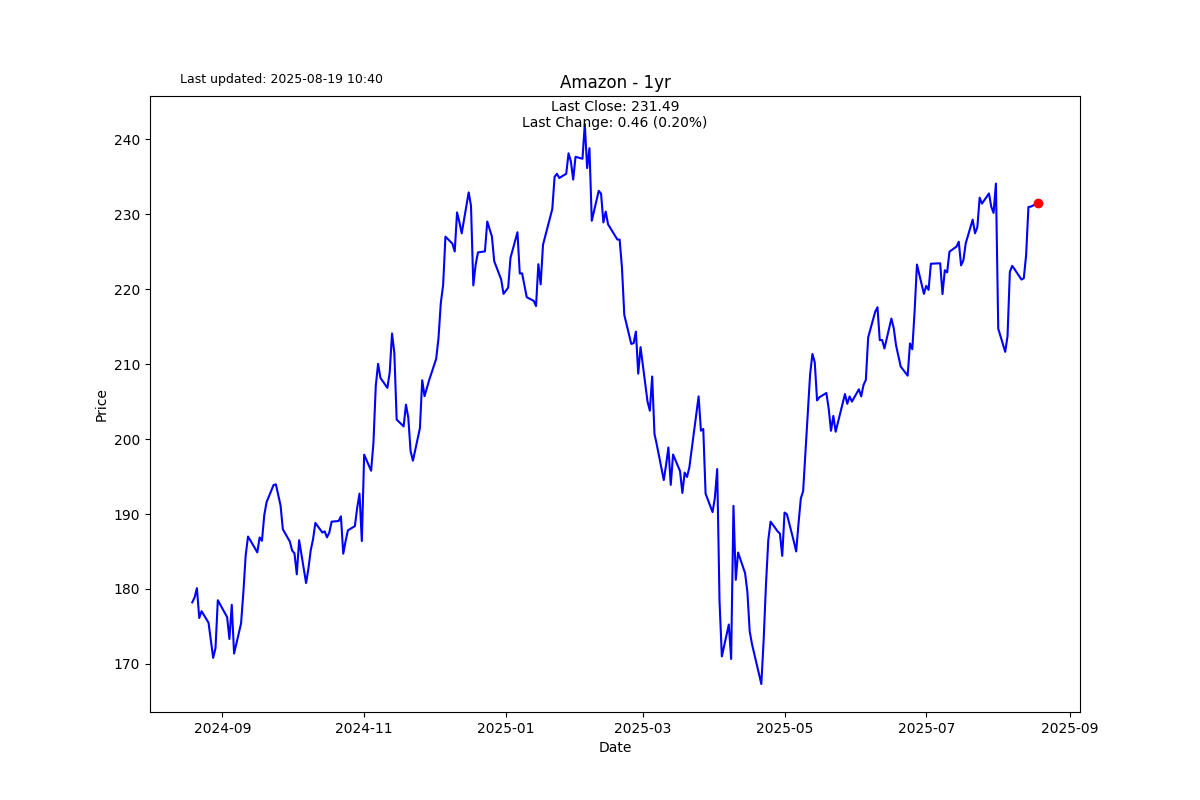 Last updated: 2025-08-19 10:40
Amazon - 1yr
Last Close: 231.49
Last Change: 0.46 (0.20%)
240
230
220
210
200
190
180
170
Price
2024-09
2024-11
2025-01
2025-03
2025-05
2025-07
2025-09
Date